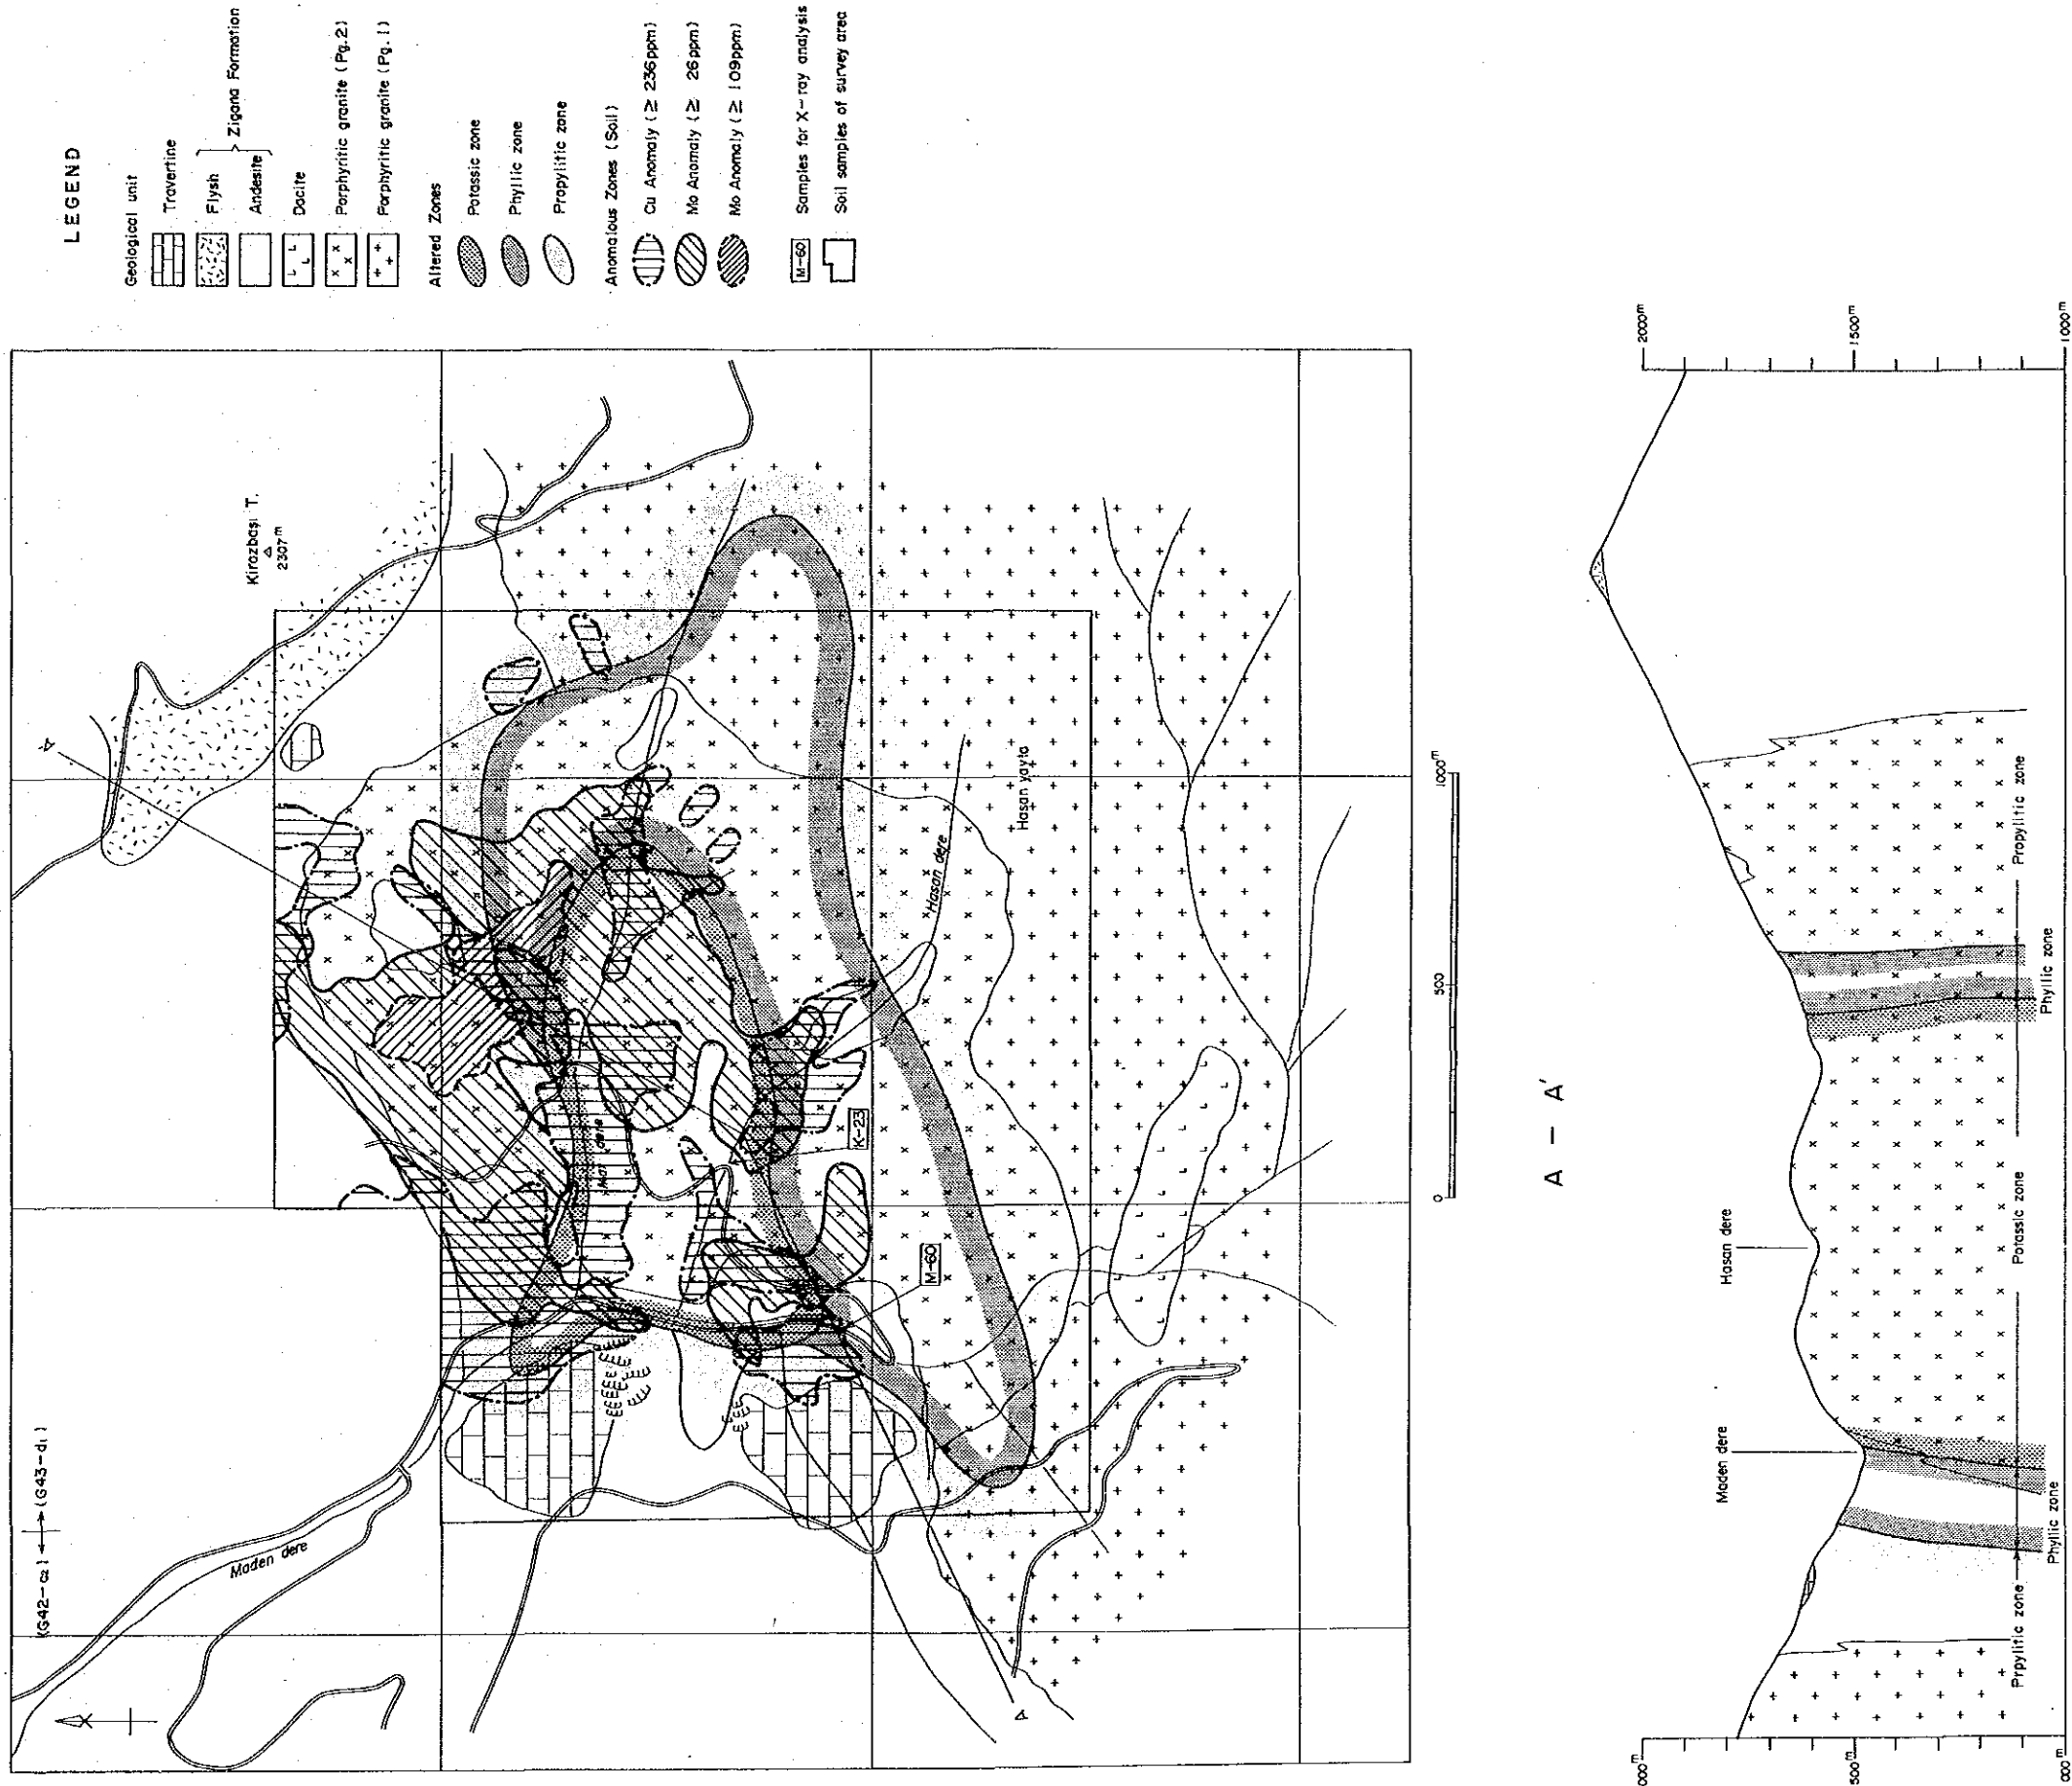 LEGEND
Geological unit
Travertine
Flysh
Andesite
Zigana Formation
Dacite
Porphyritic granite (Pg. 2)
Porphyritic granite (Pg. 1)
Altered Zones
Potassic zone
Phyllic zone
Propylitic zone
Anomalous Zones (Soil)
Cu Anomaly (≥ 236ppm)
Mo Anomaly (≥ 26ppm)
Mo Anomaly (≥ 109ppm)
M-60
Samples for X-ray analysis
Soil samples of survey area
Kirazbaşı T.
2307m
Maden dere
Hasan dere
Hasan yayla
K-23
M-60
0
500
1000m
A — A'
Maden dere
Hasan dere
2000m
1500m
1000m
500m
000m
Prpylitic zone
Phyllic zone
Potassic zone
Phyllic zone
Propylitic zone